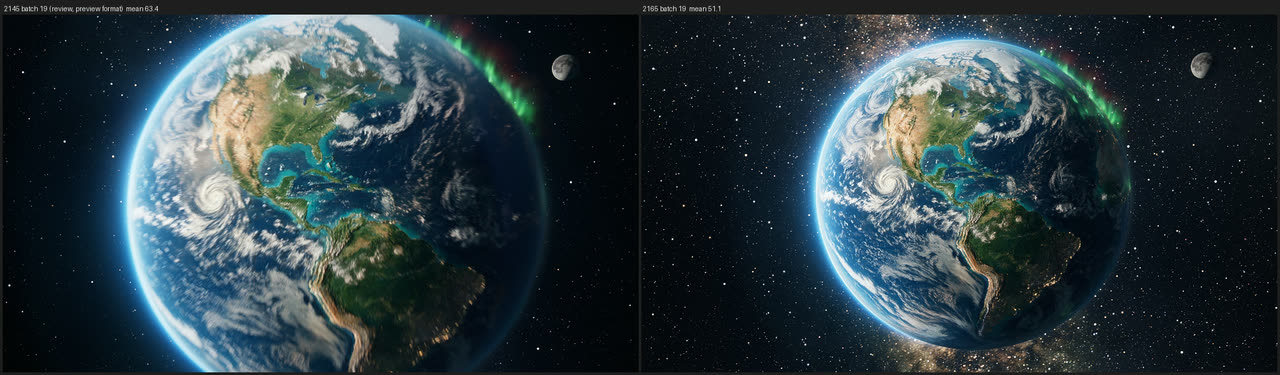 2145 batch 19 (review, preview format) mean 63.4
2165 batch 19 mean 51.1